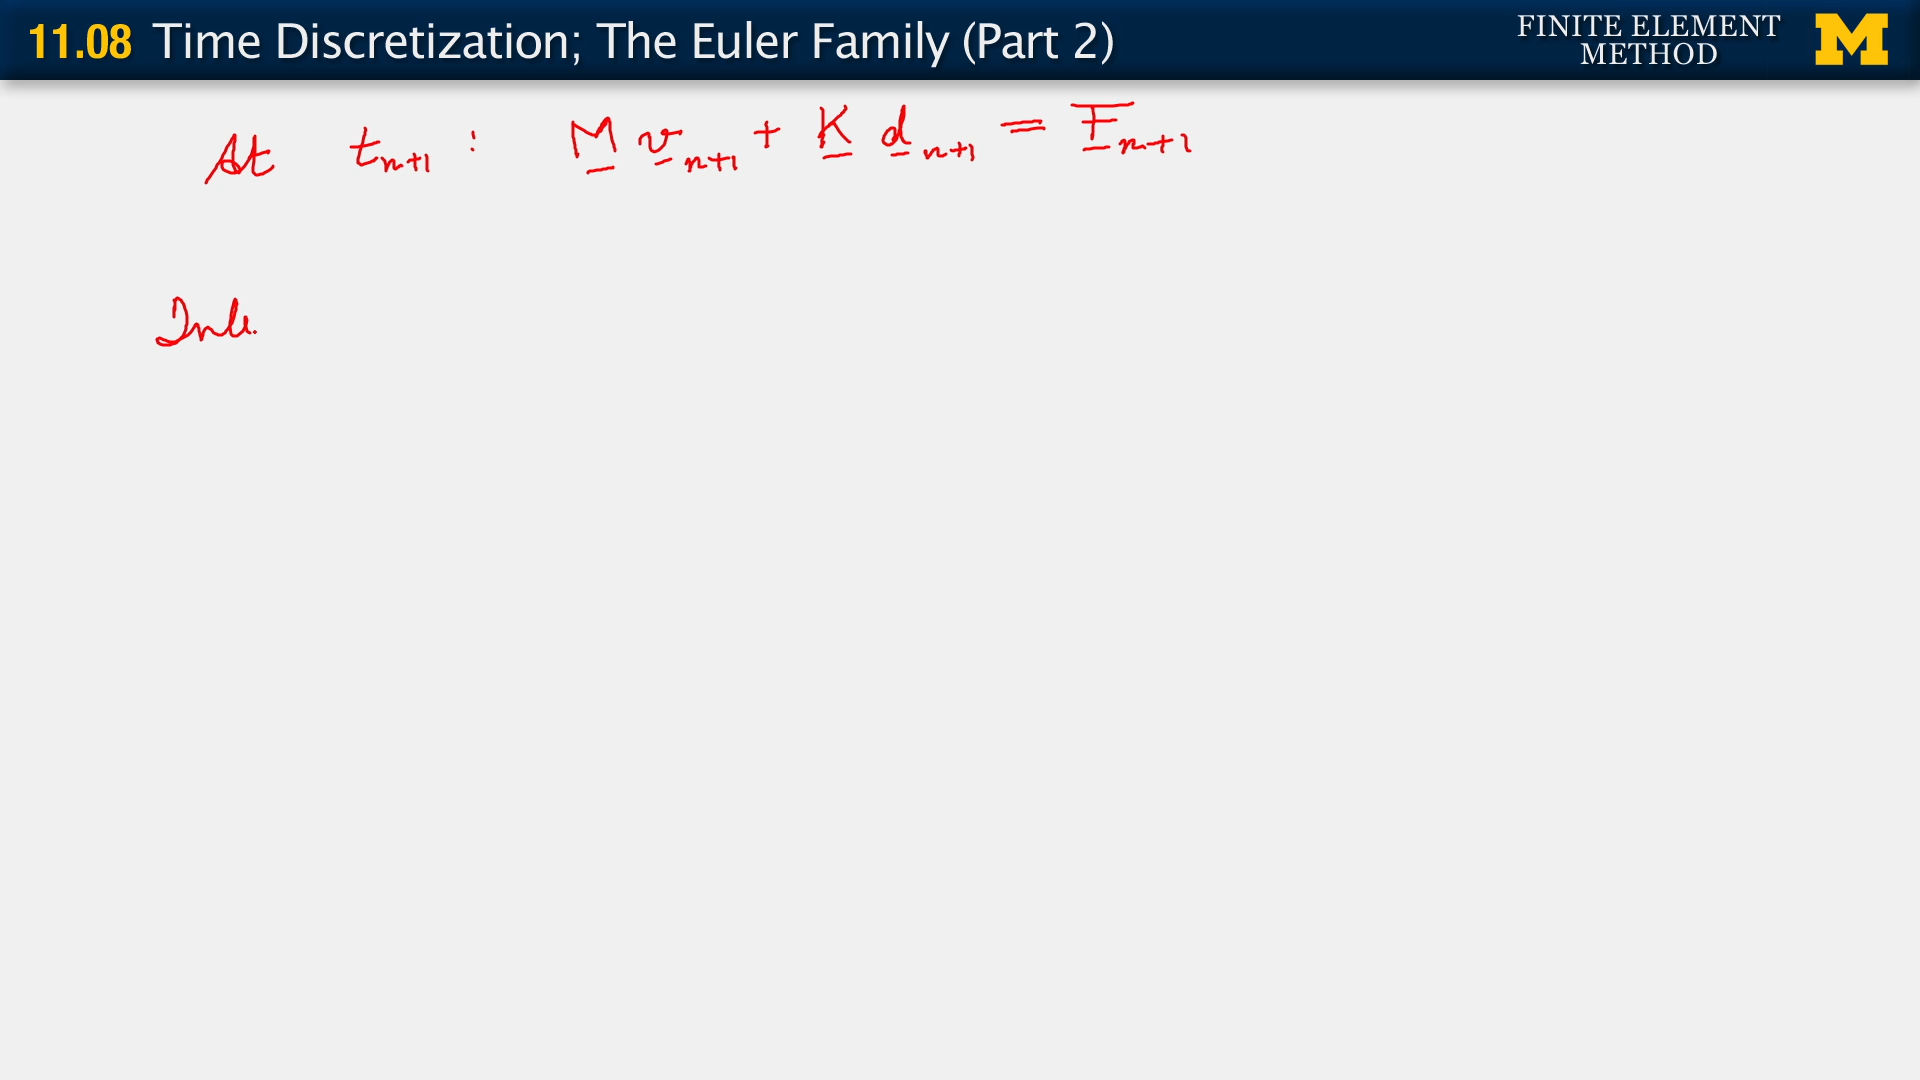 11.08 Time Discretization; The Euler Family (Part 2)
FINITE ELEMENT
METHOD
M
At t_{n+1} : M v_{n+1} + K d_{n+1} = F_{n+1}